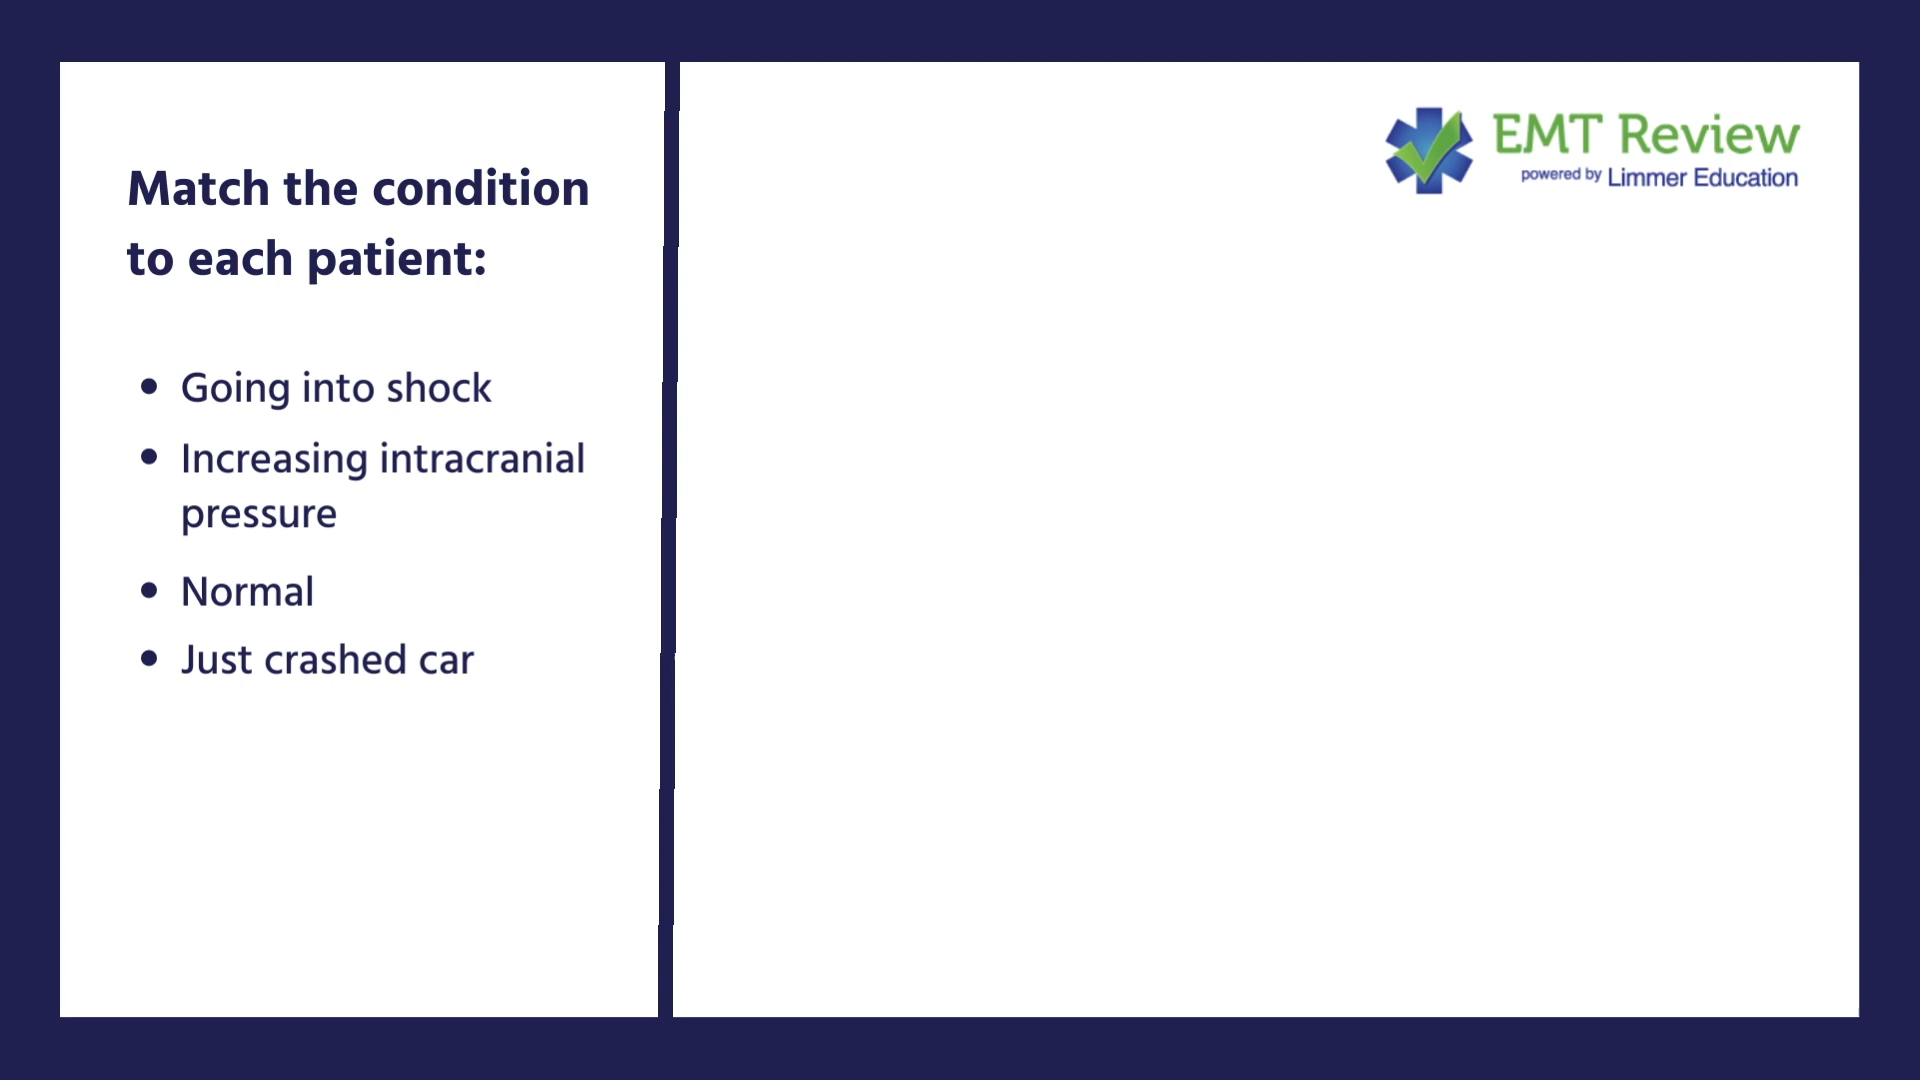 Match the condition
to each patient:
• Going into shock
• Increasing intracranial
pressure
• Normal
• Just crashed car
EMT Review
powered by Limmer Education